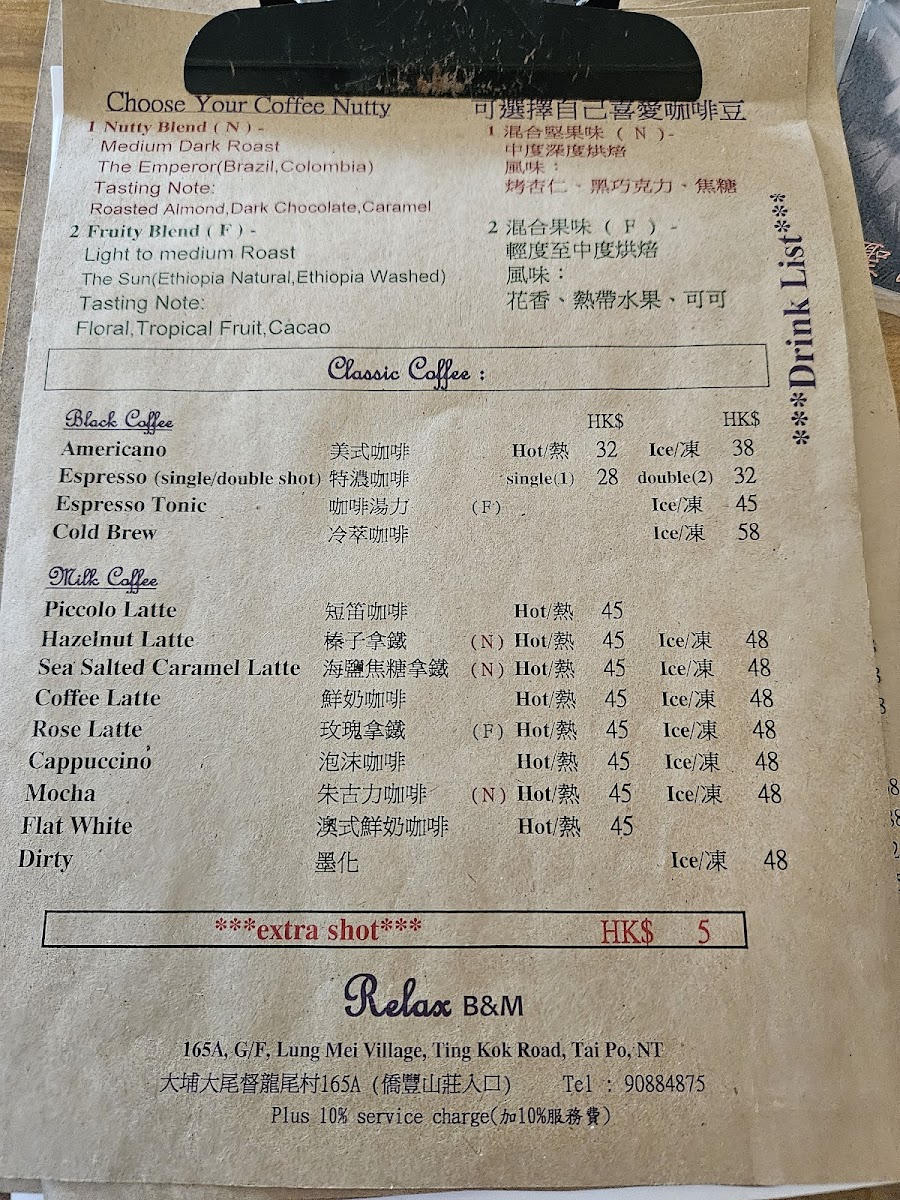 Choose Your Coffee Nutty 可選擇自己喜愛咖啡豆
1 Nutty Blend ( N ) - 1 混合堅果味 ( N ) -
Medium Dark Roast 中度深度烘焙
The Emperor(Brazil,Colombia) 風味：
Tasting Note: 烤杏仁、黑巧克力、焦糖
Roasted Almond,Dark Chocolate,Caramel
2 Fruity Blend ( F ) - 2 混合果味 ( F ) -
Light to medium Roast 輕度至中度烘焙
The Sun(Ethiopia Natural,Ethiopia Washed) 風味：
Tasting Note: 花香、熱帶水果、可可
Floral,Tropical Fruit,Cacao
***Drink List***
Classic Coffee :
Black Coffee HK$ HK$
Americano 美式咖啡 Hot/熱 32 Ice/凍 38
Espresso (single/double shot) 特濃咖啡 single(1) 28 double(2) 32
Espresso Tonic 咖啡湯力 (F) Ice/凍 45
Cold Brew 冷萃咖啡 Ice/凍 58
Milk Coffee
Piccolo Latte 短笛咖啡 Hot/熱 45
Hazelnut Latte 榛子拿鐵 (N) Hot/熱 45 Ice/凍 48
Sea Salted Caramel Latte 海鹽焦糖拿鐵 (N) Hot/熱 45 Ice/凍 48
Coffee Latte 鮮奶咖啡 Hot/熱 45 Ice/凍 48
Rose Latte 玫瑰拿鐵 (F) Hot/熱 45 Ice/凍 48
Cappuccino 泡沫咖啡 Hot/熱 45 Ice/凍 48
Mocha 朱古力咖啡 (N) Hot/熱 45 Ice/凍 48
Flat White 澳式鮮奶咖啡 Hot/熱 45
Dirty 墨化 Ice/凍 48
***extra shot*** HK$ 5
Relax B&M
165A, G/F, Lung Mei Village, Ting Kok Road, Tai Po, NT
大埔大尾督龍尾村165A (僑豐山莊入口) Tel : 90884875
Plus 10% service charge(加10%服務費)